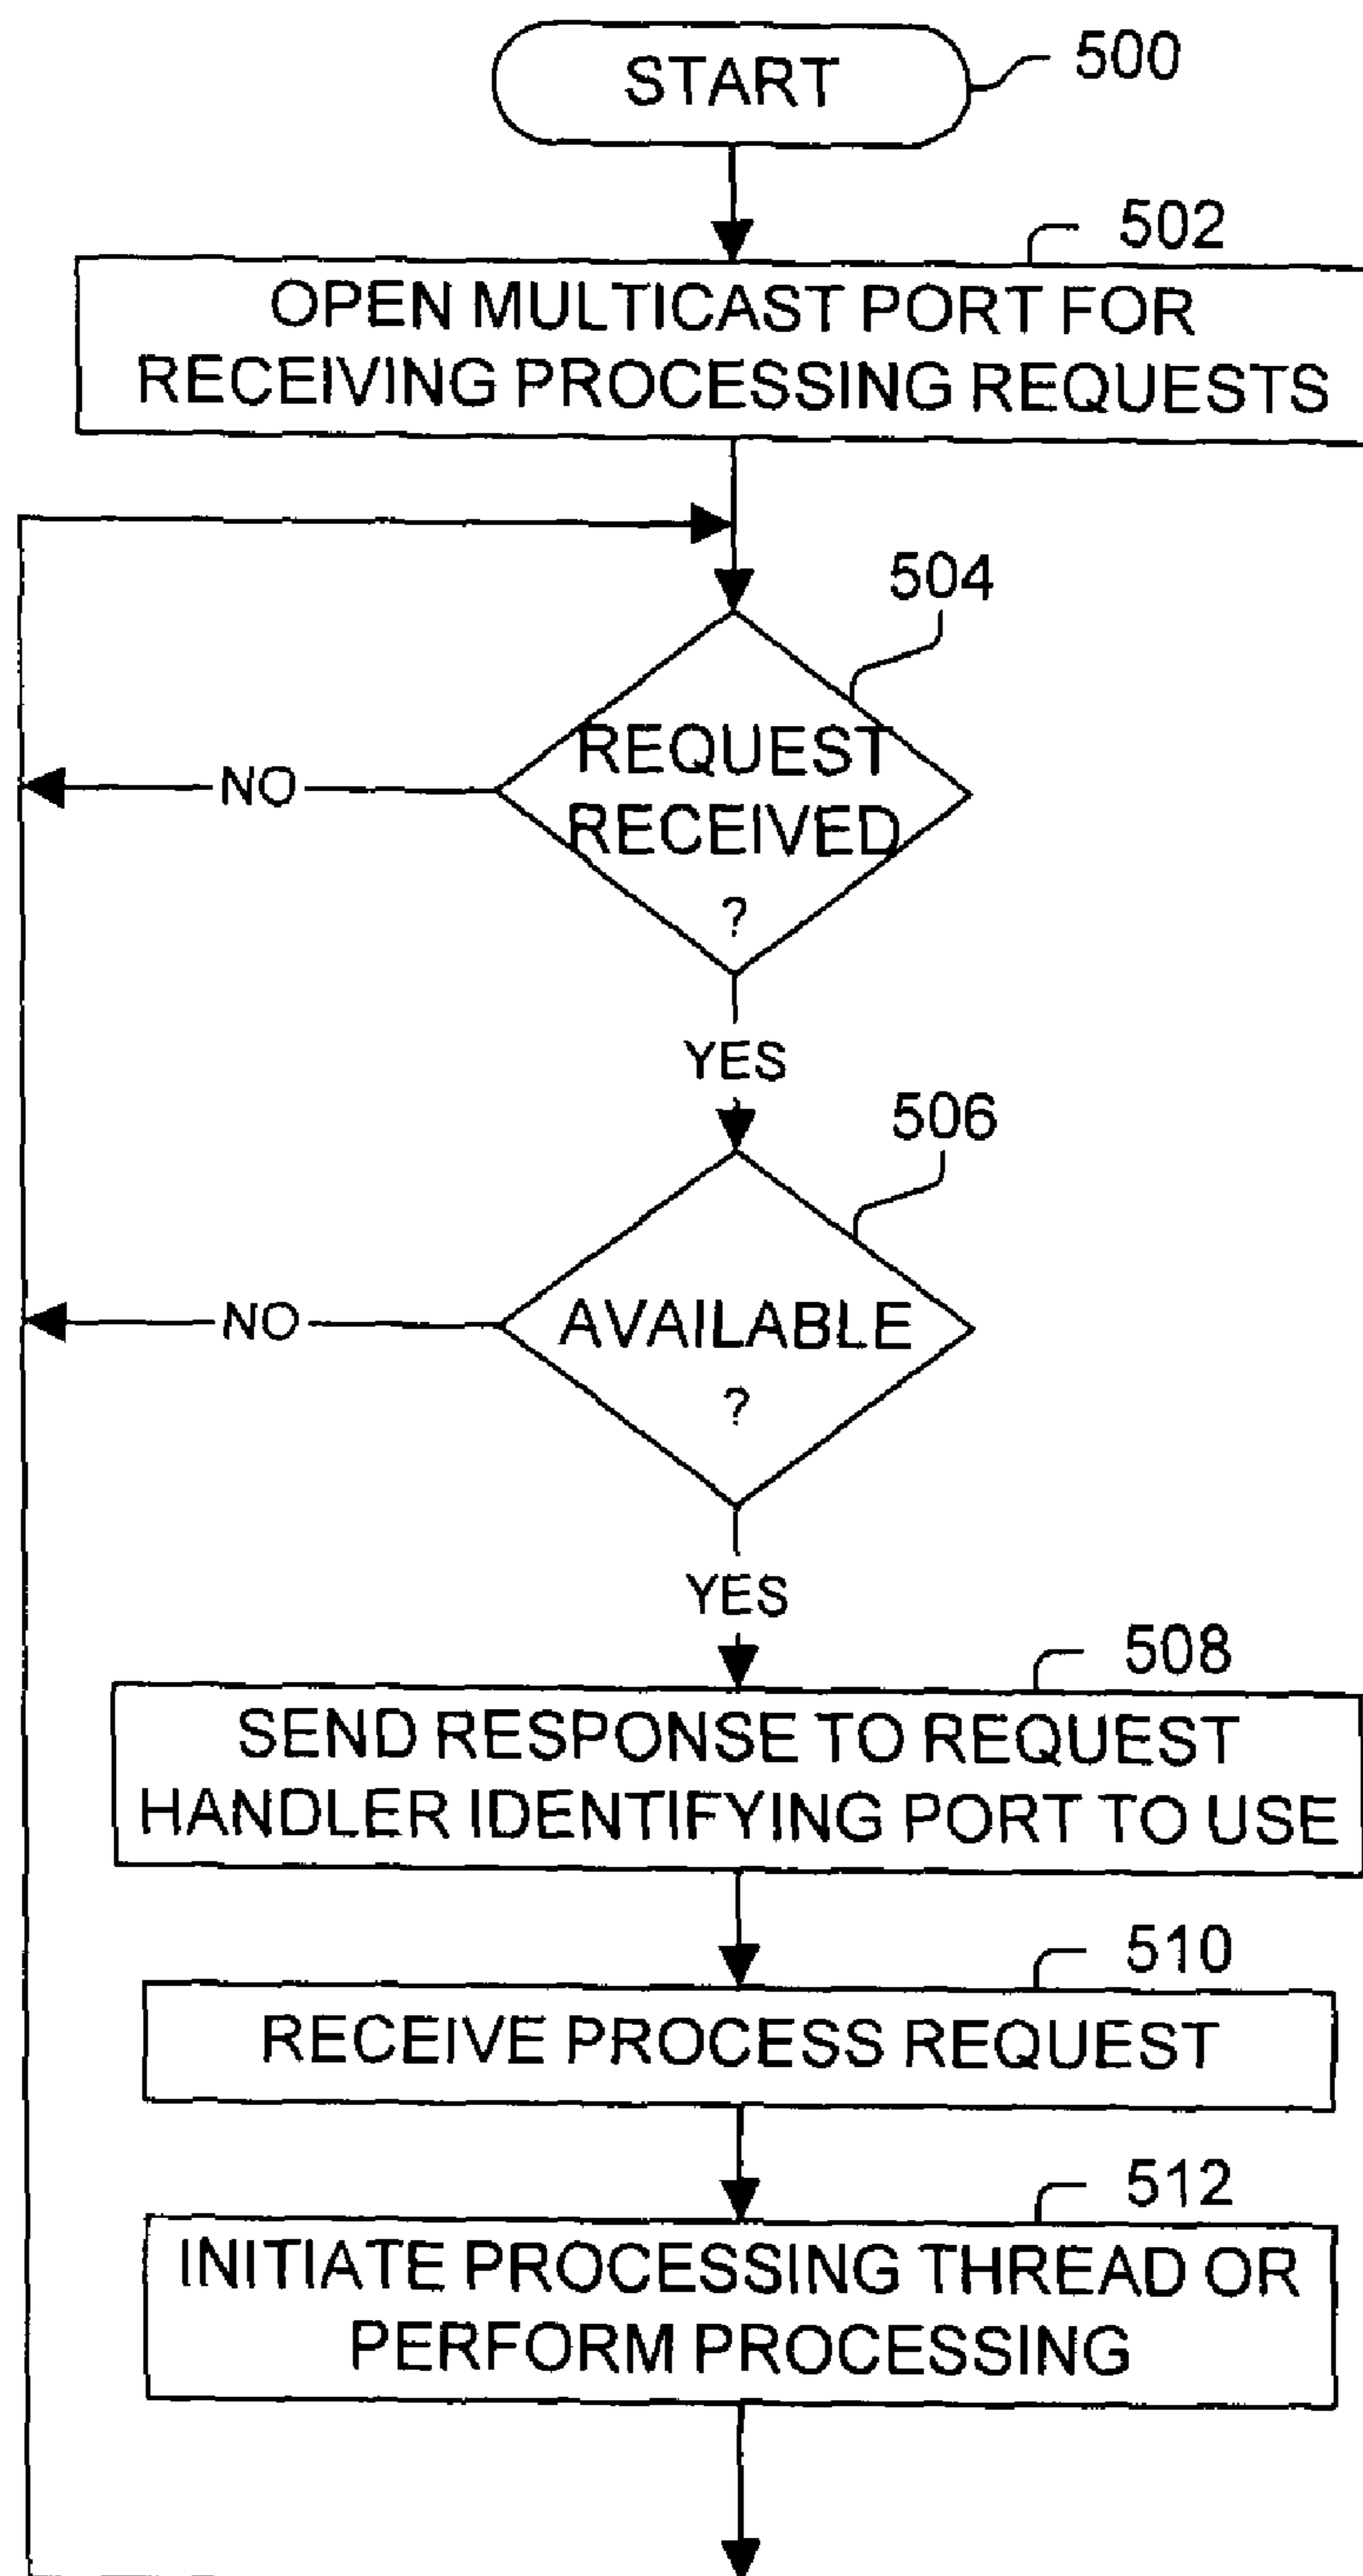 START
500
502
OPEN MULTICAST PORT FOR
RECEIVING PROCESSING REQUESTS
504
REQUEST
RECEIVED
?
NO
YES
506
AVAILABLE
?
NO
YES
508
SEND RESPONSE TO REQUEST
HANDLER IDENTIFYING PORT TO USE
510
RECEIVE PROCESS REQUEST
512
INITIATE PROCESSING THREAD OR
PERFORM PROCESSING